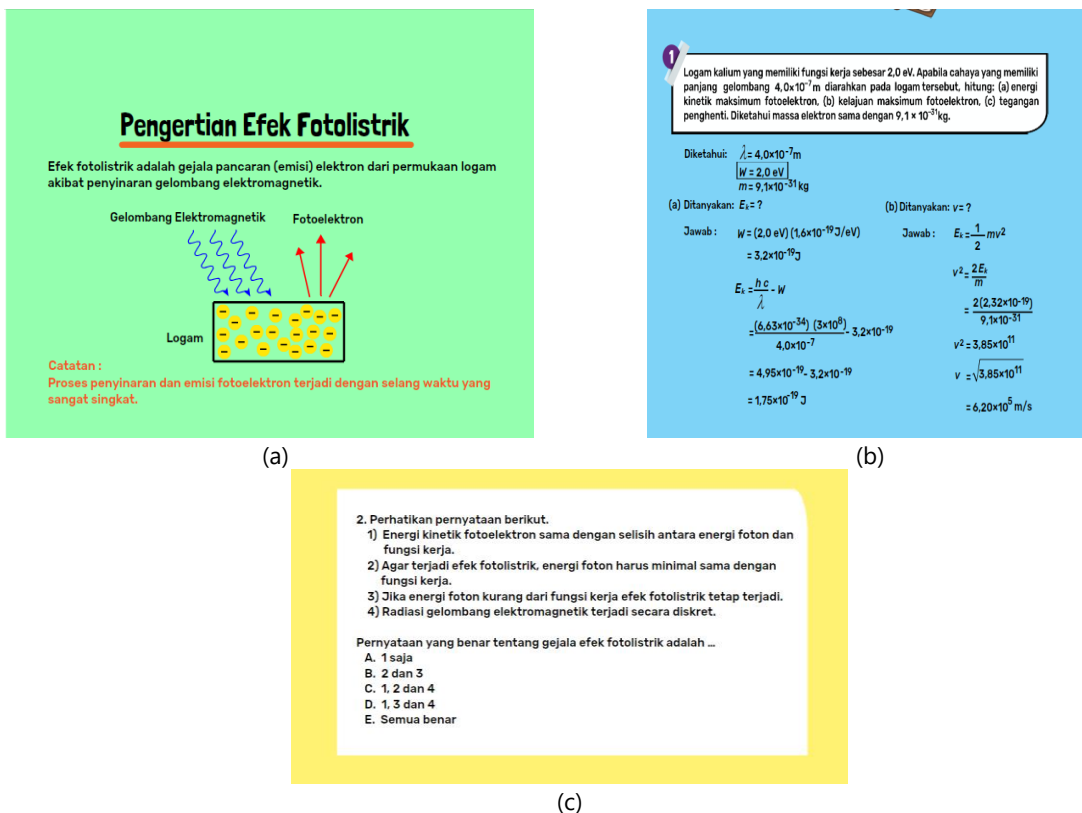 Pengertian Efek Fotolistrik
Efek fotolistrik adalah gejala pancaran (emisi) elektron dari permukaan logam
akibat penyinaran gelombang elektromagnetik.
Gelombang Elektromagnetik
Fotoelektron
Logam
Catatan :
Proses penyinaran dan emisi fotoelektron terjadi dengan selang waktu yang
sangat singkat.
(a)
1
Logam kalium yang memiliki fungsi kerja sebesar 2,0 eV. Apabila cahaya yang memiliki
panjang gelombang 4,0×10⁻⁷m diarahkan pada logam tersebut, hitung: (a) energi
kinetik maksimum fotoelektron, (b) kelajuan maksimum fotoelektron, (c) tegangan
penghenti. Diketahui massa elektron sama dengan 9,1 × 10⁻³¹kg.
Diketahui: λ = 4,0×10⁻⁷m
W = 2,0 eV
m = 9,1×10⁻³¹ kg
(a) Ditanyakan: Eₖ = ?
Jawab : W = (2,0 eV) (1,6×10⁻¹⁹J/eV)
= 3,2×10⁻¹⁹J
Eₖ = h c / λ - W
= (6,63×10⁻³⁴) (3×10⁸) / 4,0×10⁻⁷ - 3,2×10⁻¹⁹
= 4,95×10⁻¹⁹ - 3,2×10⁻¹⁹
= 1,75×10⁻¹⁹ J
(b) Ditanyakan: v = ?
Jawab : Eₖ = 1/2 mv²
v² = 2Eₖ / m
= 2(2,32×10⁻¹⁹) / 9,1×10⁻³¹
v² = 3,85×10¹¹
v = √3,85×10¹¹
= 6,20×10⁵ m/s
(b)
2. Perhatikan pernyataan berikut.
1) Energi kinetik fotoelektron sama dengan selisih antara energi foton dan
fungsi kerja.
2) Agar terjadi efek fotolistrik, energi foton harus minimal sama dengan
fungsi kerja.
3) Jika energi foton kurang dari fungsi kerja efek fotolistrik tetap terjadi.
4) Radiasi gelombang elektromagnetik terjadi secara diskret.
Pernyataan yang benar tentang gejala efek fotolistrik adalah ...
A. 1 saja
B. 2 dan 3
C. 1, 2 dan 4
D. 1, 3 dan 4
E. Semua benar
(c)